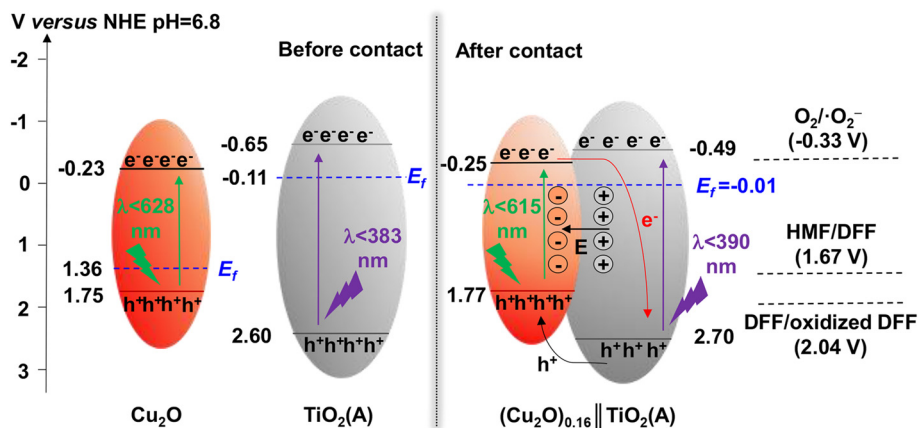 V versus NHE pH=6.8
Before contact
After contact
-2
-1
0
1
2
3
e⁻e⁻e⁻e⁻
-0.23
λ<628
nm
1.36
E_f
1.75
h⁺h⁺h⁺h⁺
Cu₂O
e⁻e⁻e⁻ e⁻
-0.65
-0.11
E_f
λ<383
nm
2.60
h⁺h⁺h⁺h⁺
TiO₂(A)
e⁻e⁻ e⁻
-0.25
λ<615
nm
1.77
h⁺h⁺h⁺h⁺
- + 
- +
- +
- +
E
e⁻
h⁺
e⁻ e⁻ e⁻ e⁻
-0.49
E_f =-0.01
λ<390
nm
2.70
h⁺h⁺ h⁺
(Cu₂O)₀.₁₆‖TiO₂(A)
O₂/·O₂⁻
(-0.33 V)
HMF/DFF
(1.67 V)
DFF/oxidized DFF
(2.04 V)